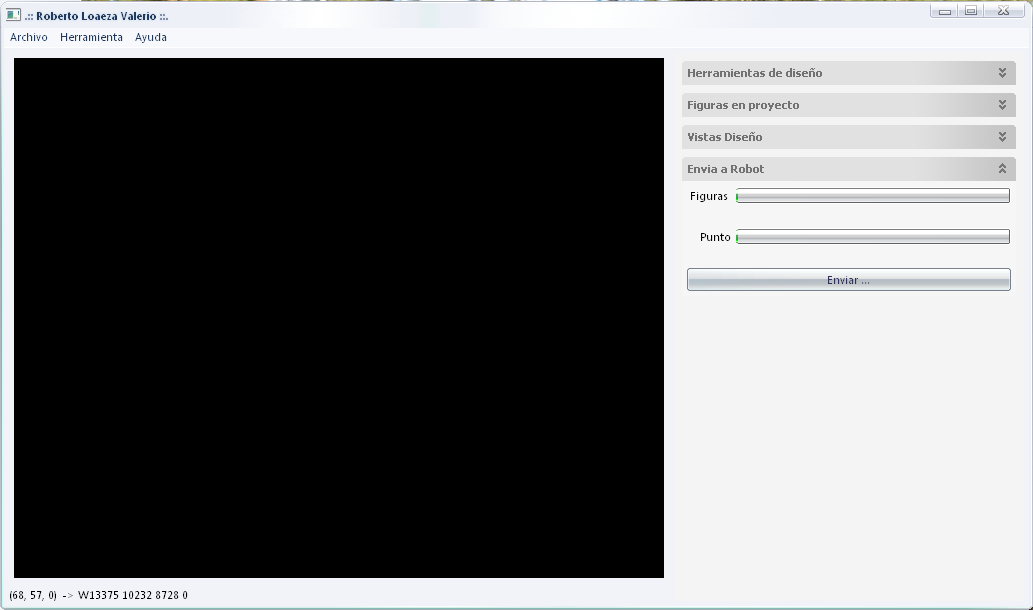 .:: Roberto Loaeza Valerio ::.
Archivo Herramienta Ayuda
Herramientas de diseño
Figuras en proyecto
Vistas Diseño
Envia a Robot
Figuras
Punto
Enviar ...
(68, 57, 0) -> W13375 10232 8728 0